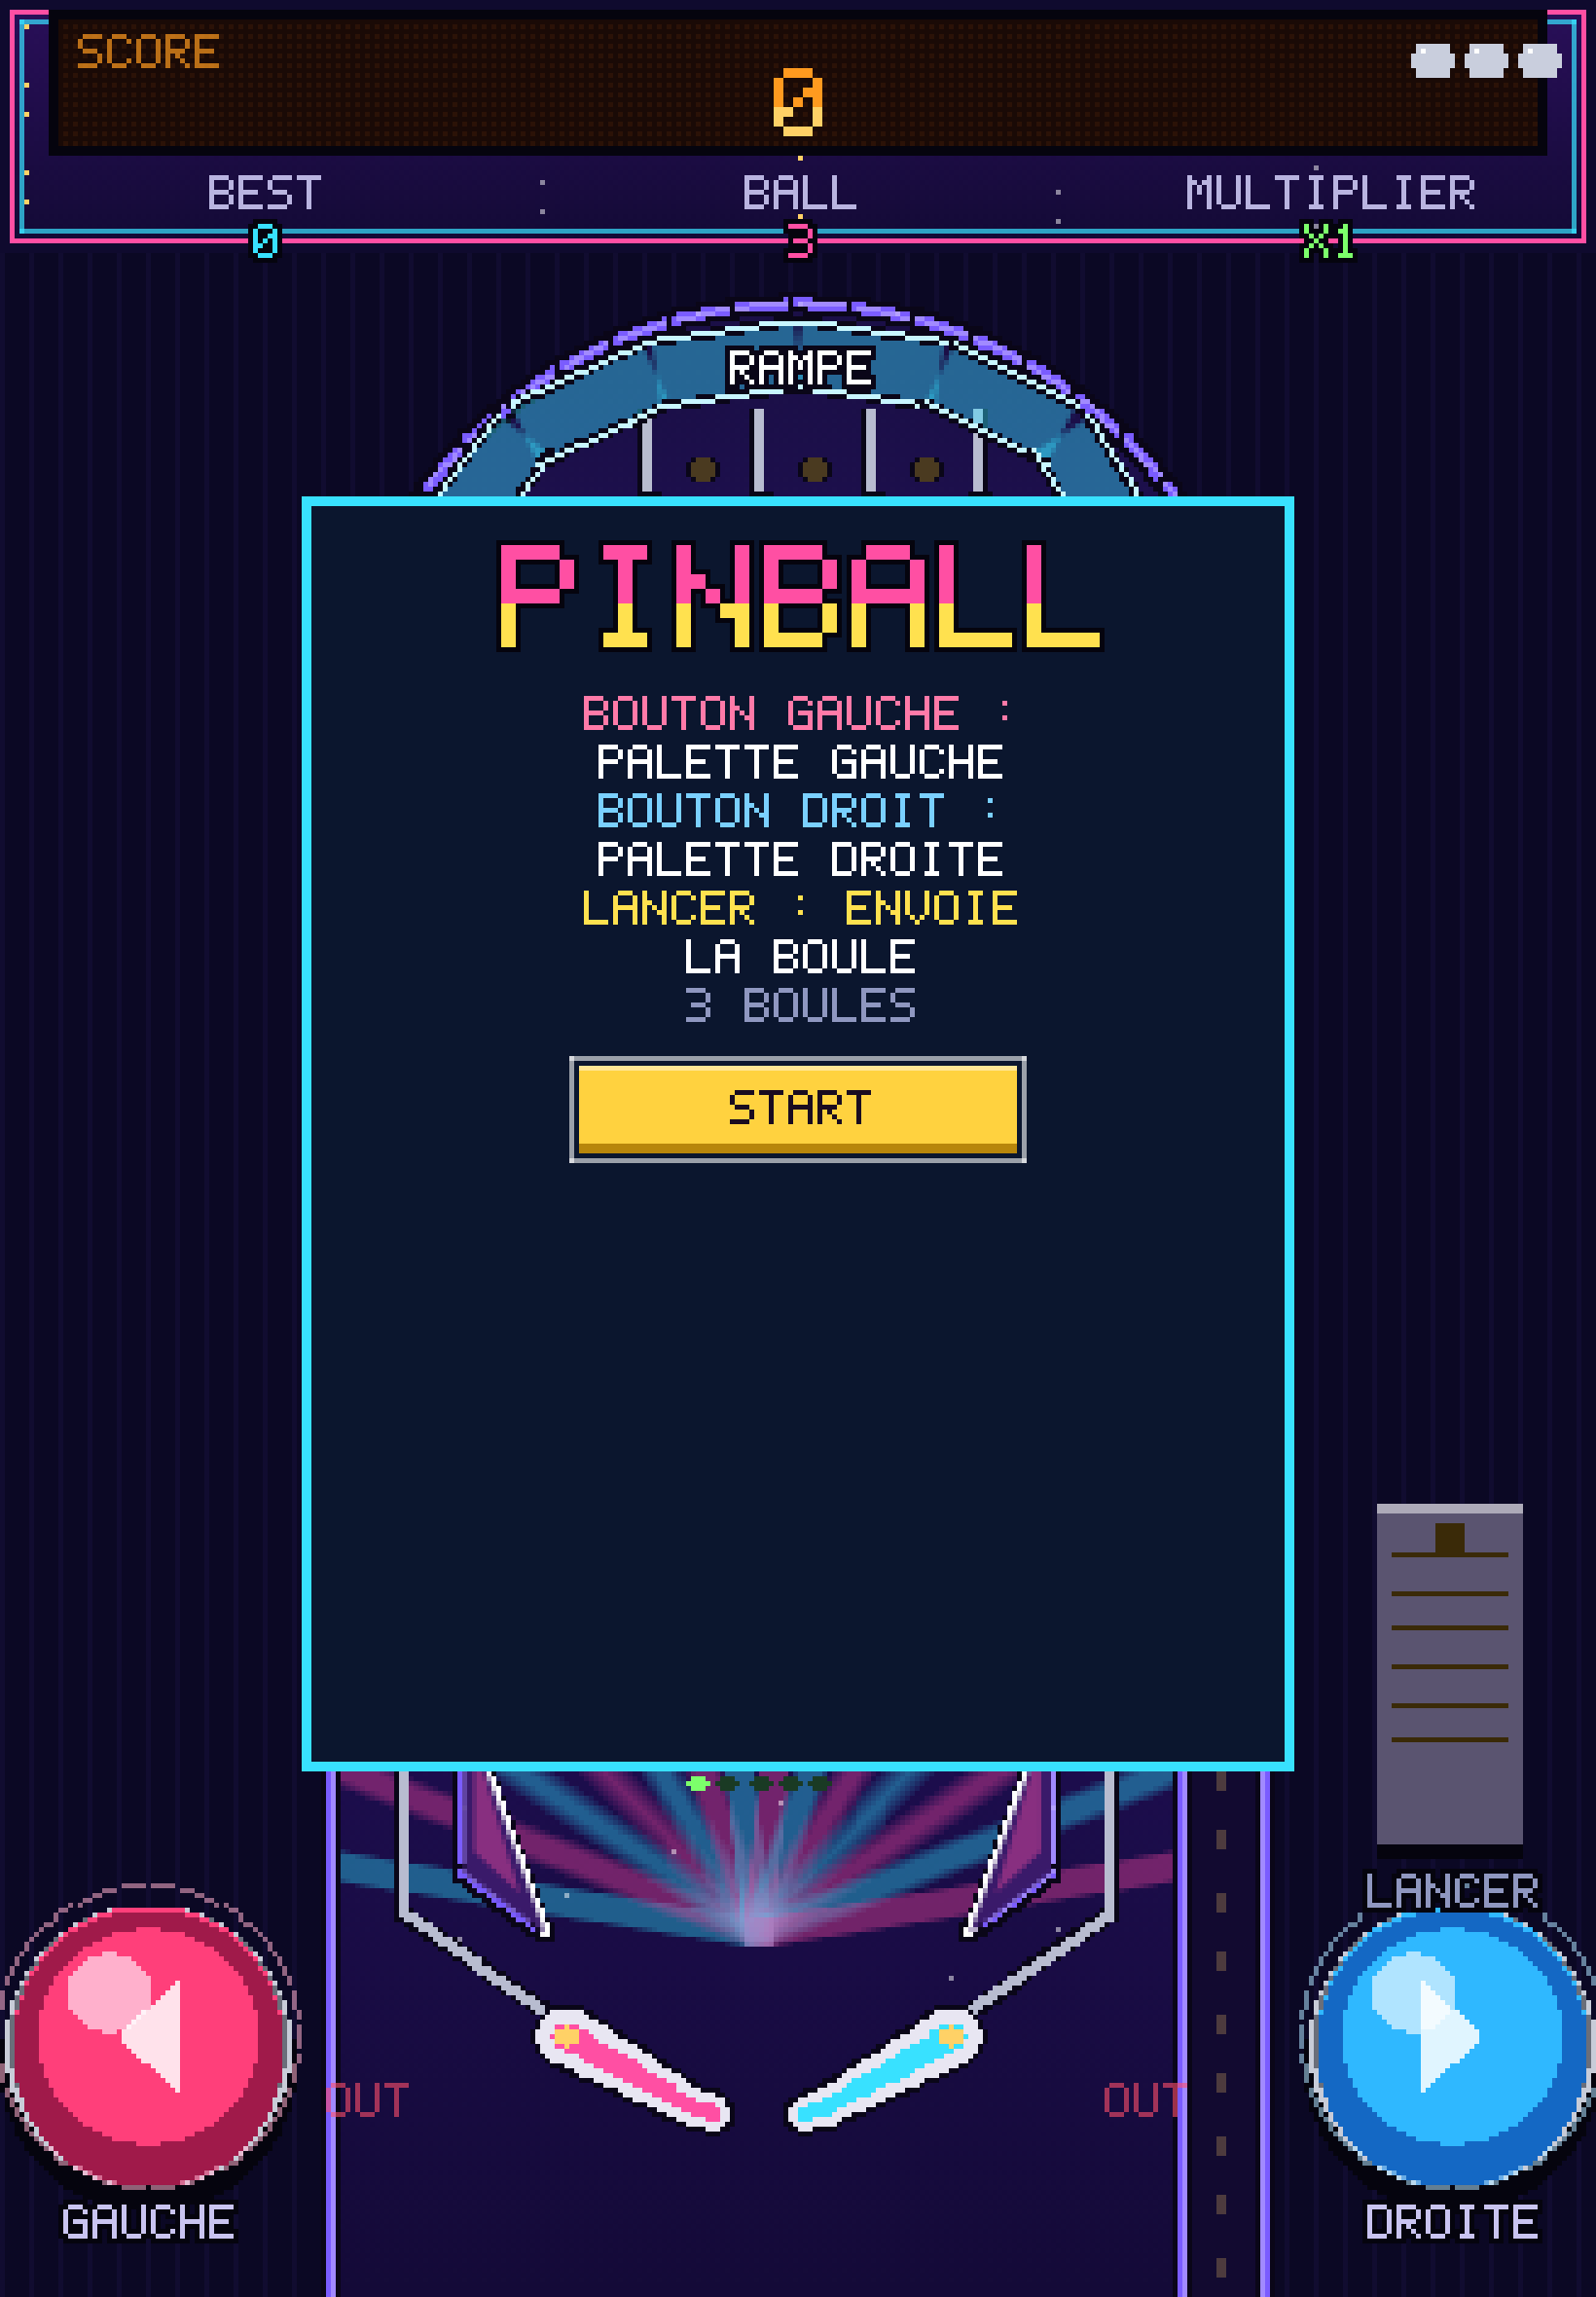 SCORE
0
BEST
BALL
MULTIPLIER
0
3
X1
RAMPE
PINBALL
BOUTON GAUCHE :
PALETTE GAUCHE
BOUTON DROIT :
PALETTE DROITE
LANCER : ENVOIE
LA BOULE
3 BOULES
START
LANCER
OUT
OUT
GAUCHE
DROITE